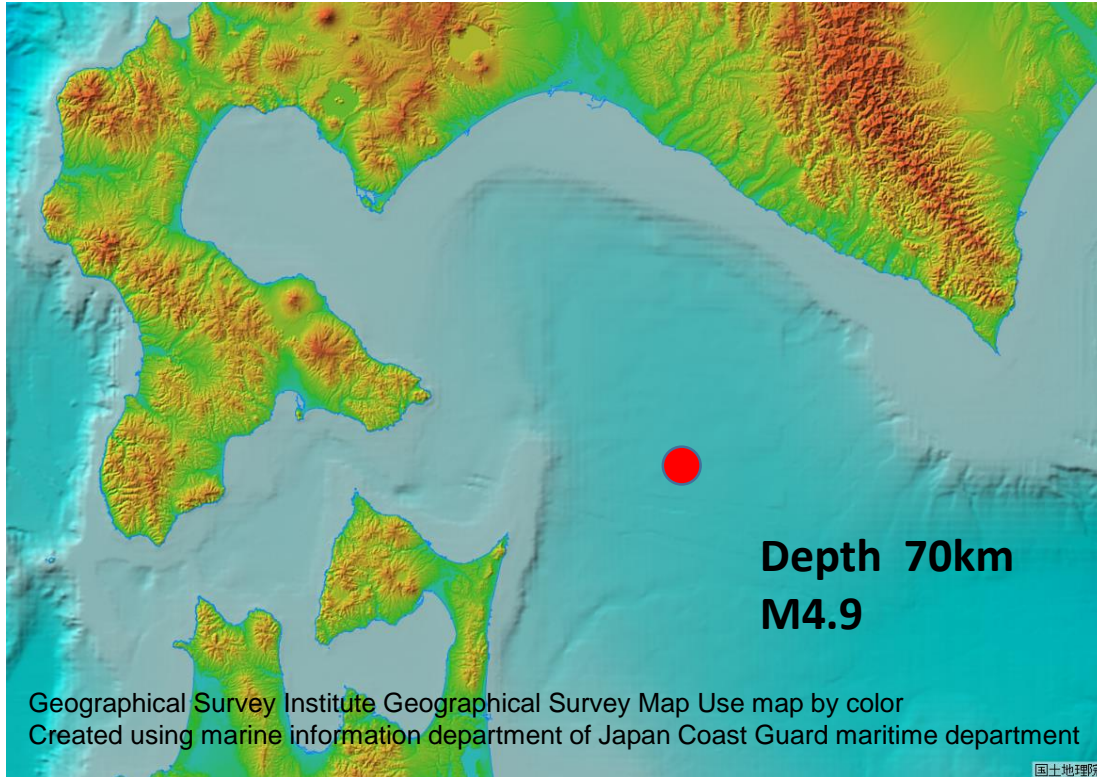 Depth 70km
M4.9
Geographical Survey Institute Geographical Survey Map Use map by color
Created using marine information department of Japan Coast Guard maritime department
国土地理院